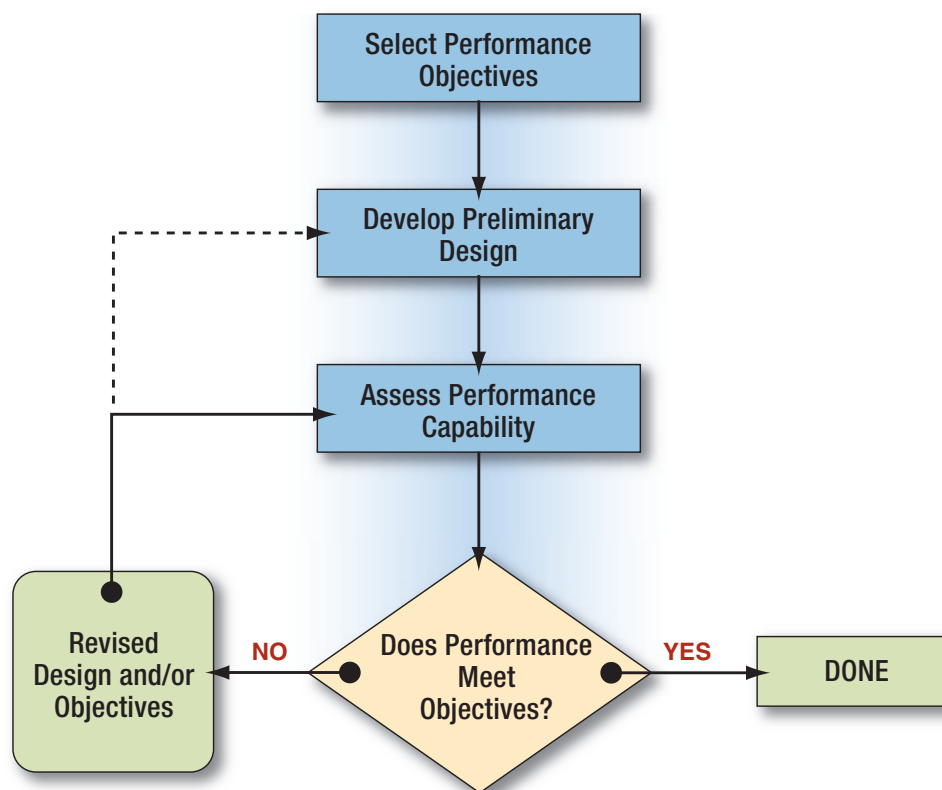 Select Performance
Objectives
Develop Preliminary
Design
Assess Performance
Capability
Does Performance
Meet
Objectives?
NO
YES
Revised
Design and/or
Objectives
DONE